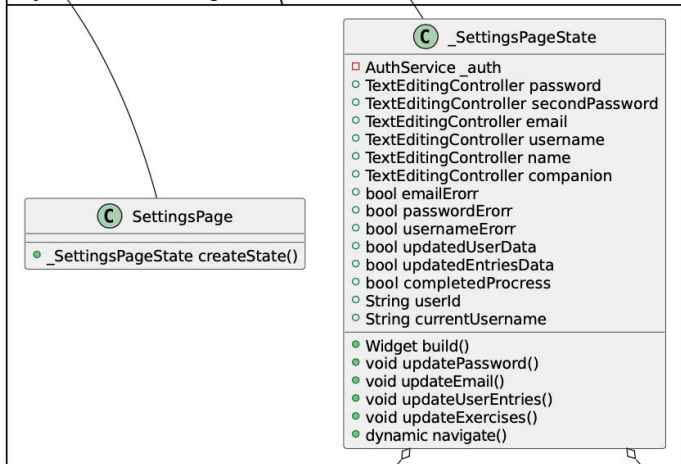 C _SettingsPageState
AuthService _auth
TextEditingController password
TextEditingController secondPassword
TextEditingController email
TextEditingController username
TextEditingController name
TextEditingController companion
bool emailErorr
bool passwordErorr
bool usernameErorr
bool updatedUserData
bool updatedEntriesData
bool completedProcress
String userId
String currentUsername
Widget build()
void updatePassword()
void updateEmail()
void updateUserEntries()
void updateExercises()
dynamic navigate()
C SettingsPage
_SettingsPageState createState()